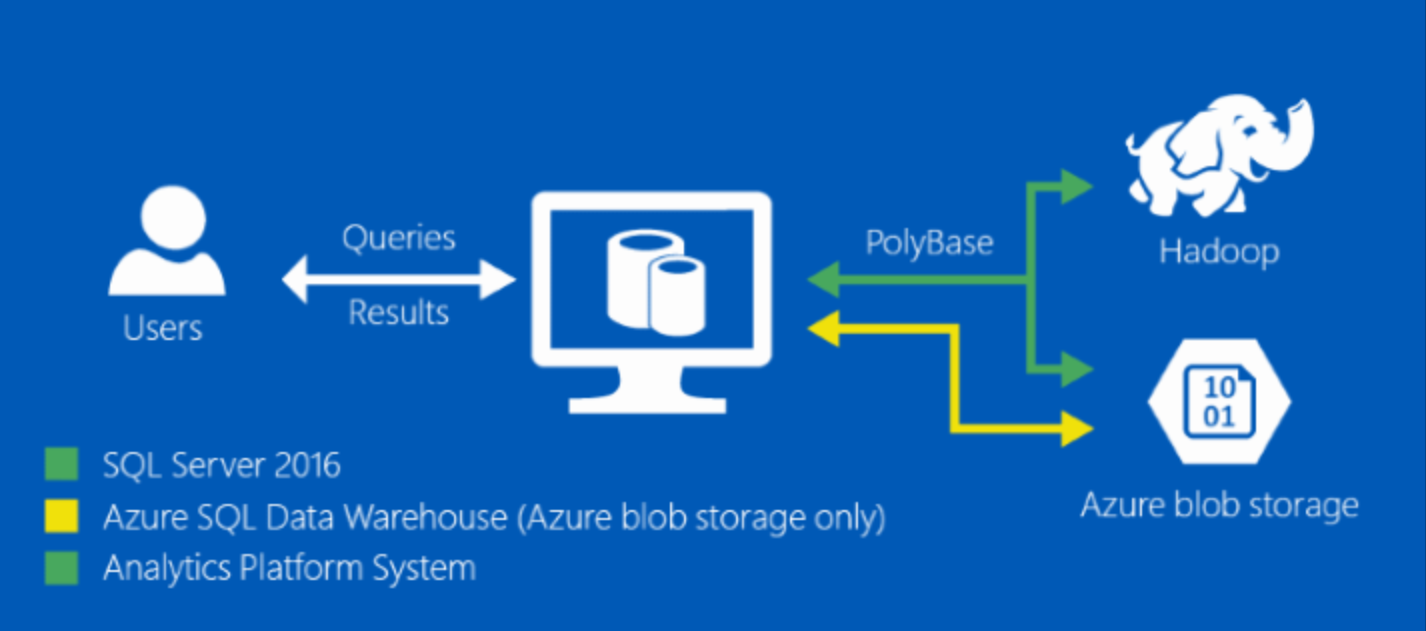 Queries
PolyBase
Hadoop
Results
Users
10
01
SQL Server 2016
Azure blob storage
Azure SQL Data Warehouse (Azure blob storage only)
Analytics Platform System